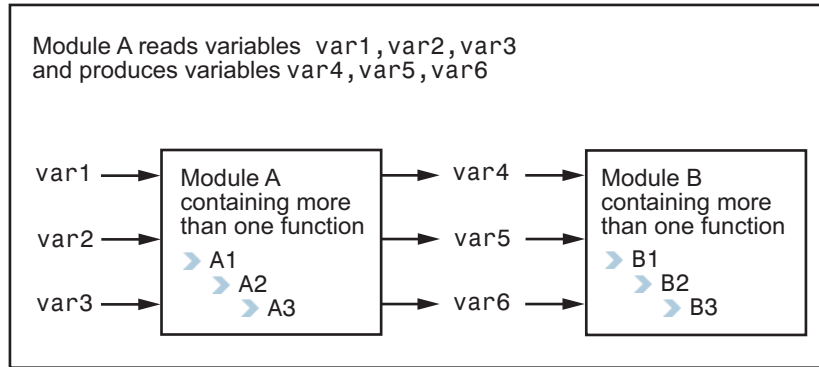 Module A reads variables var1,var2,var3
and produces variables var4,var5,var6
var1
var2
var3
Module A
containing more
than one function
A1
A2
A3
var4
var5
var6
Module B
containing more
than one function
B1
B2
B3